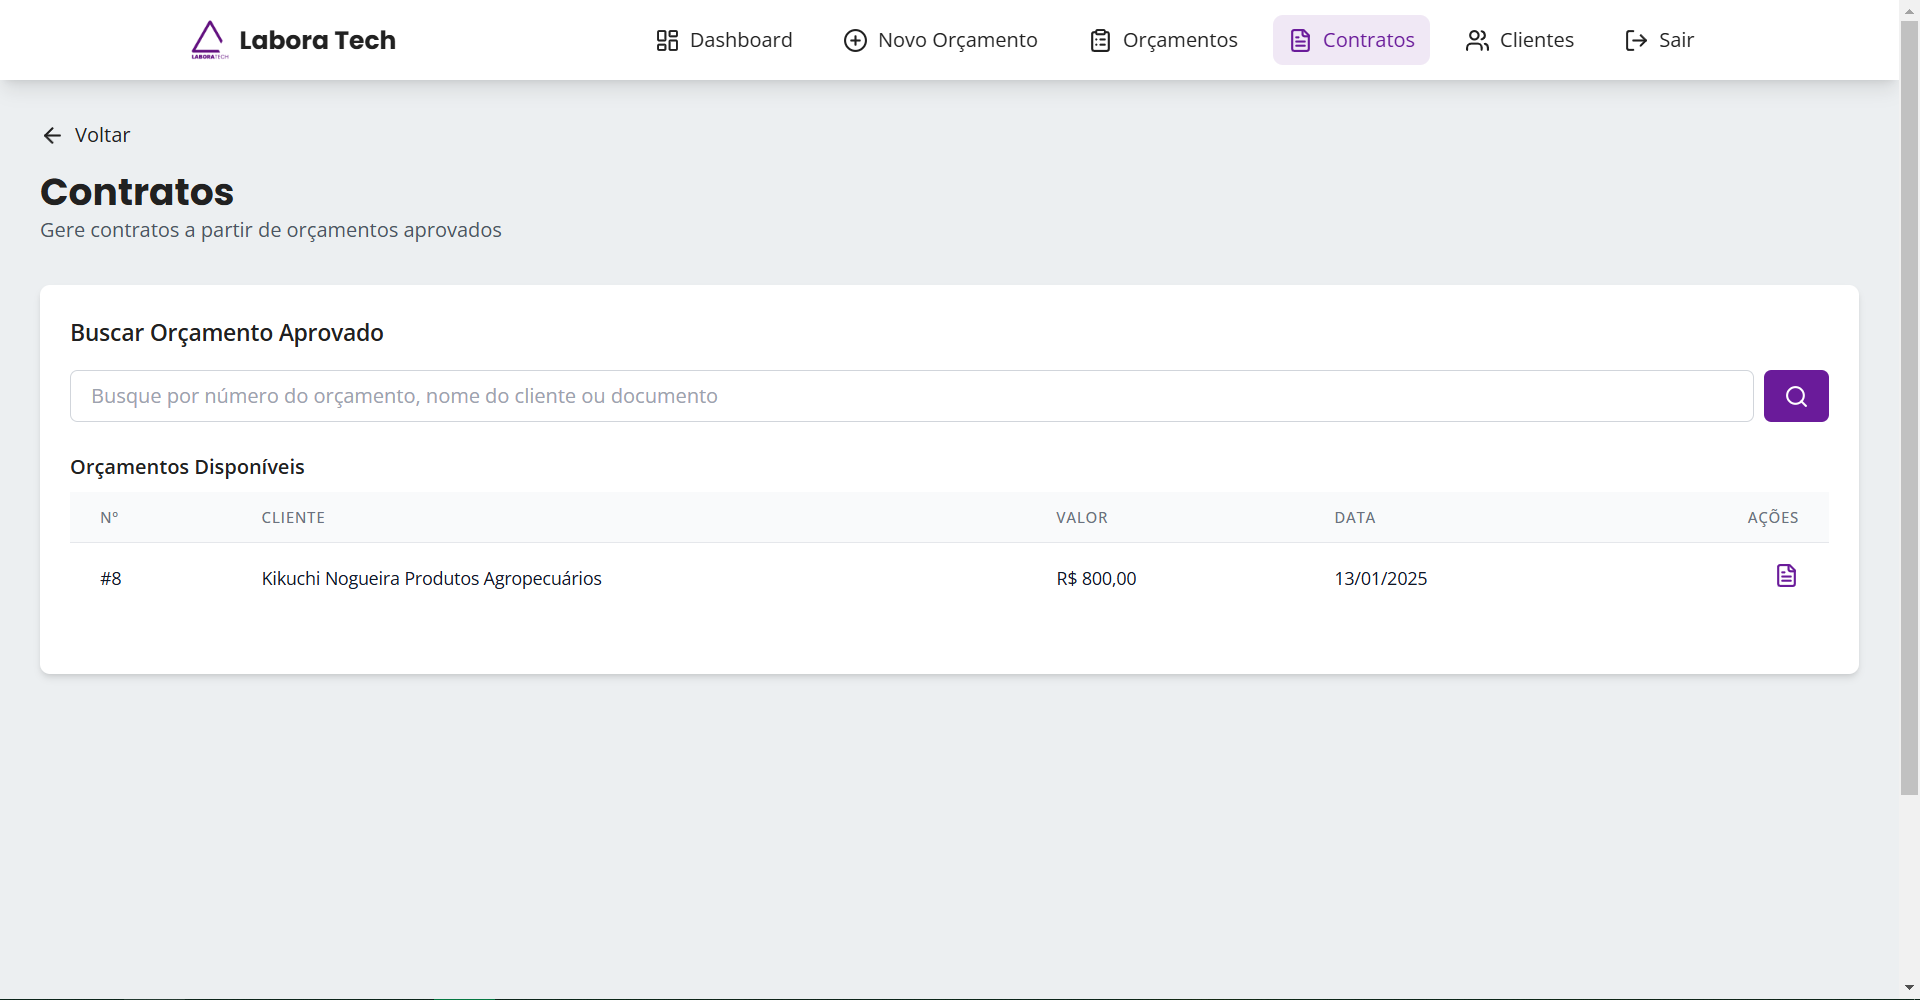 LABORATECH
Labora Tech
Dashboard
Novo Orçamento
Orçamentos
Contratos
Clientes
Sair
Voltar
Contratos
Gere contratos a partir de orçamentos aprovados
Buscar Orçamento Aprovado
Busque por número do orçamento, nome do cliente ou documento
Orçamentos Disponíveis
Nº CLIENTE VALOR DATA AÇÕES
#8 Kikuchi Nogueira Produtos Agropecuários R$ 800,00 13/01/2025